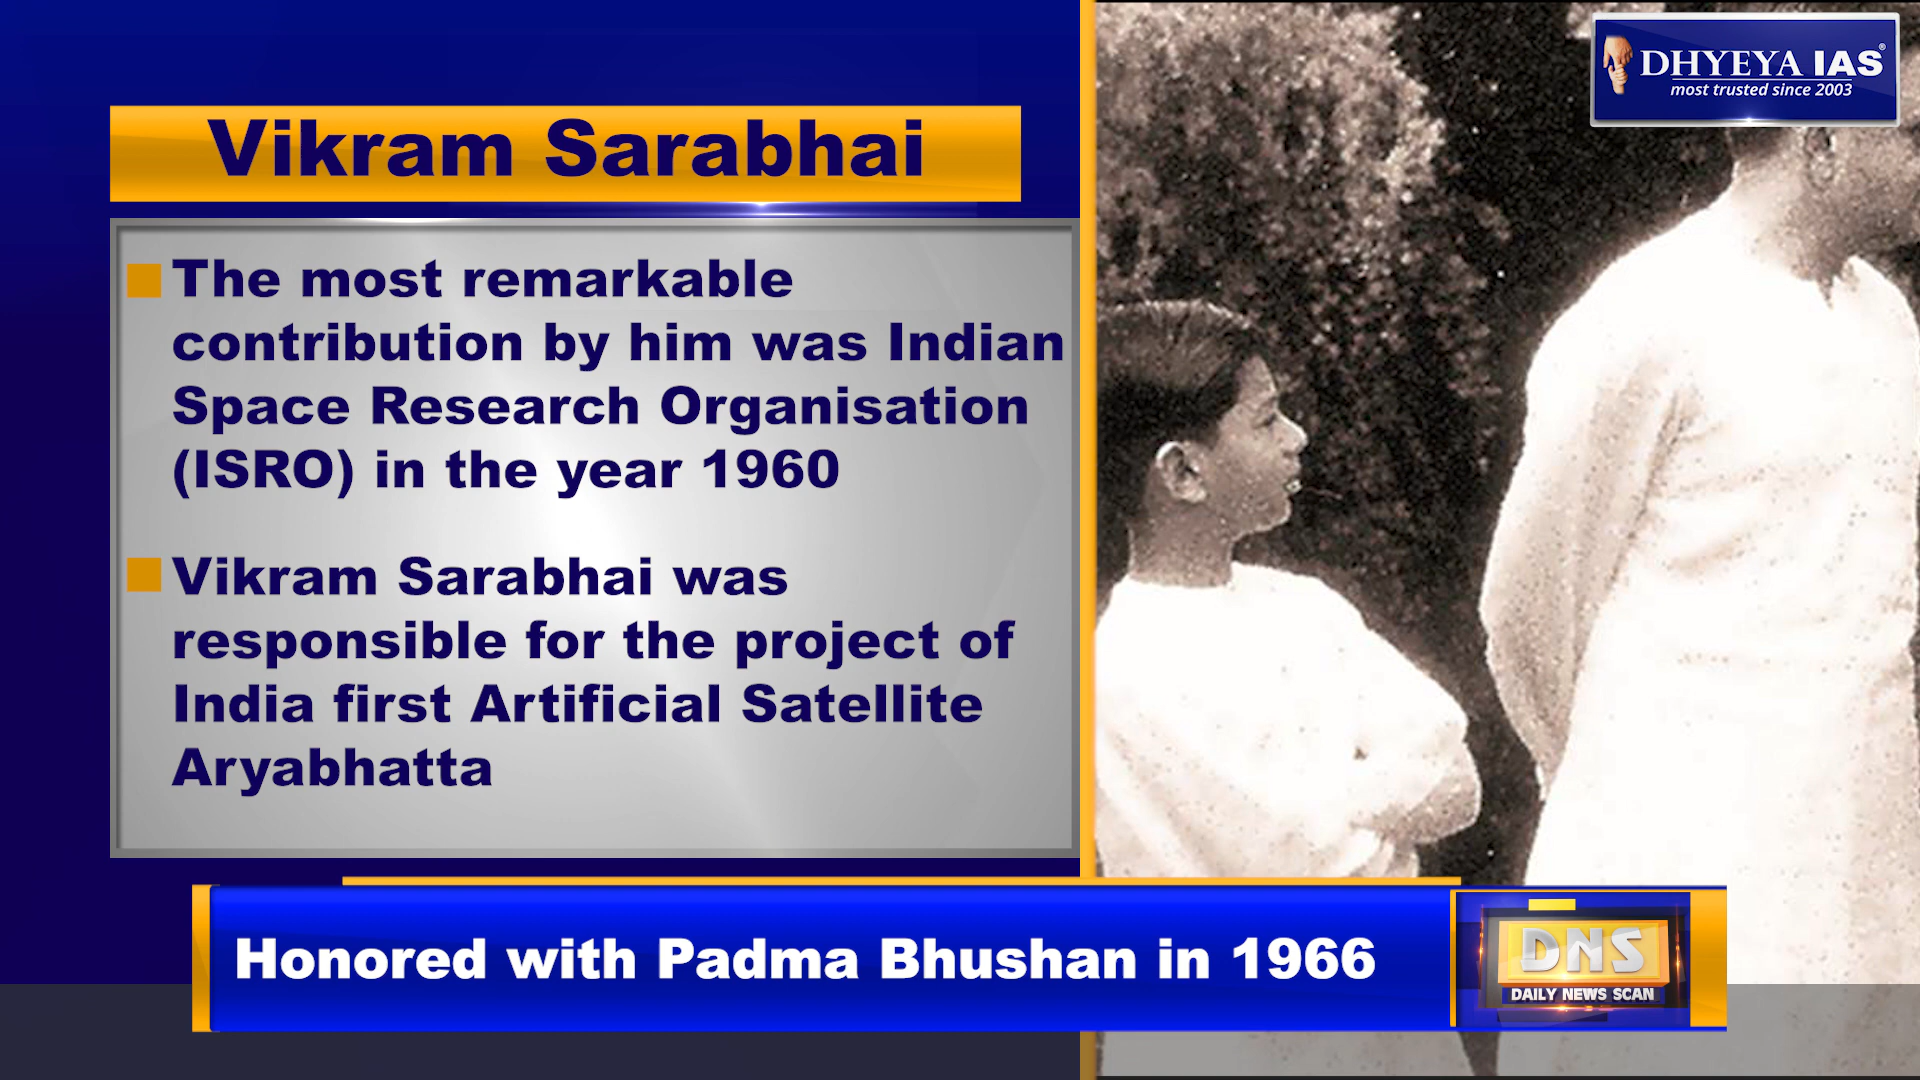 DHYEYA IAS®
most trusted since 2003
Vikram Sarabhai
The most remarkable
contribution by him was Indian
Space Research Organisation
(ISRO) in the year 1960
Vikram Sarabhai was
responsible for the project of
India first Artificial Satellite
Aryabhatta
Honored with Padma Bhushan in 1966
DNS
DAILY NEWS SCAN